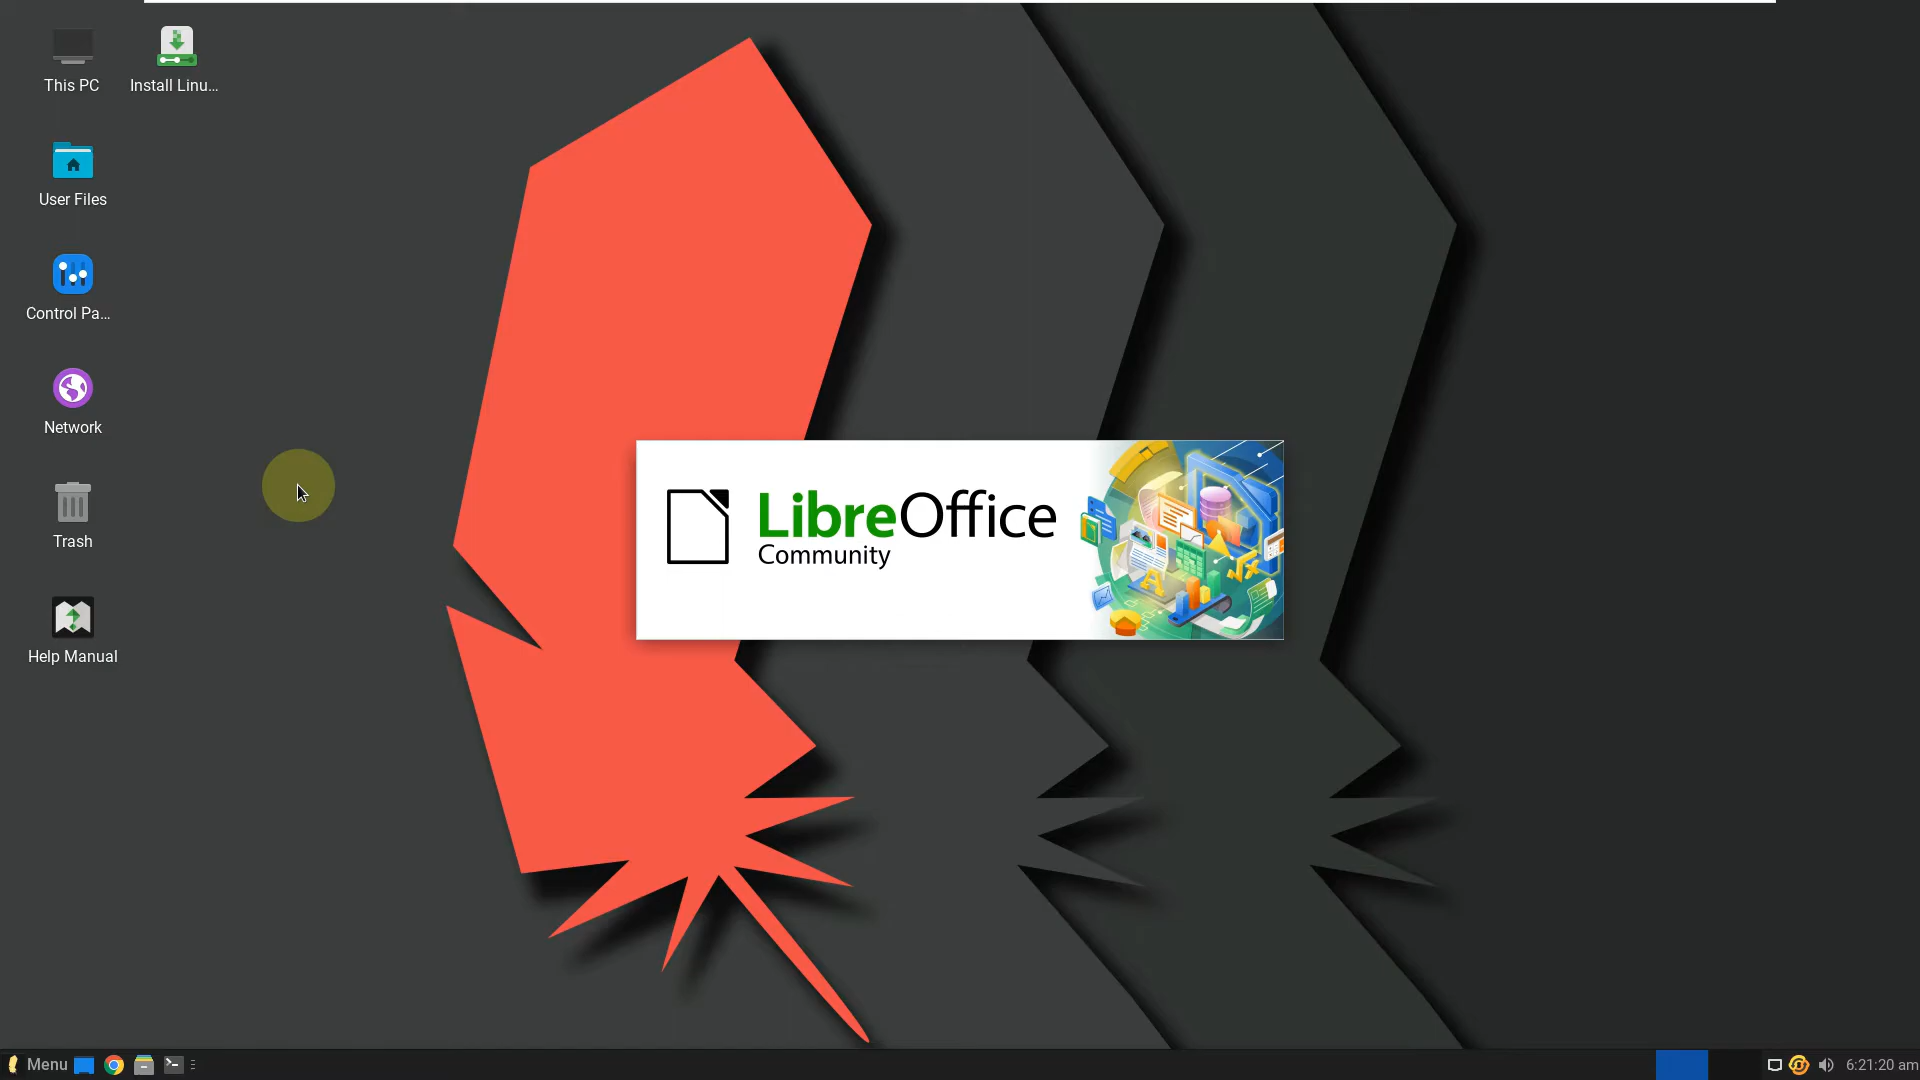 This PC
Install Linu...
User Files
Control Pa...
Network
Trash
Help Manual
LibreOffice
Community
Menu
6:21:20 am